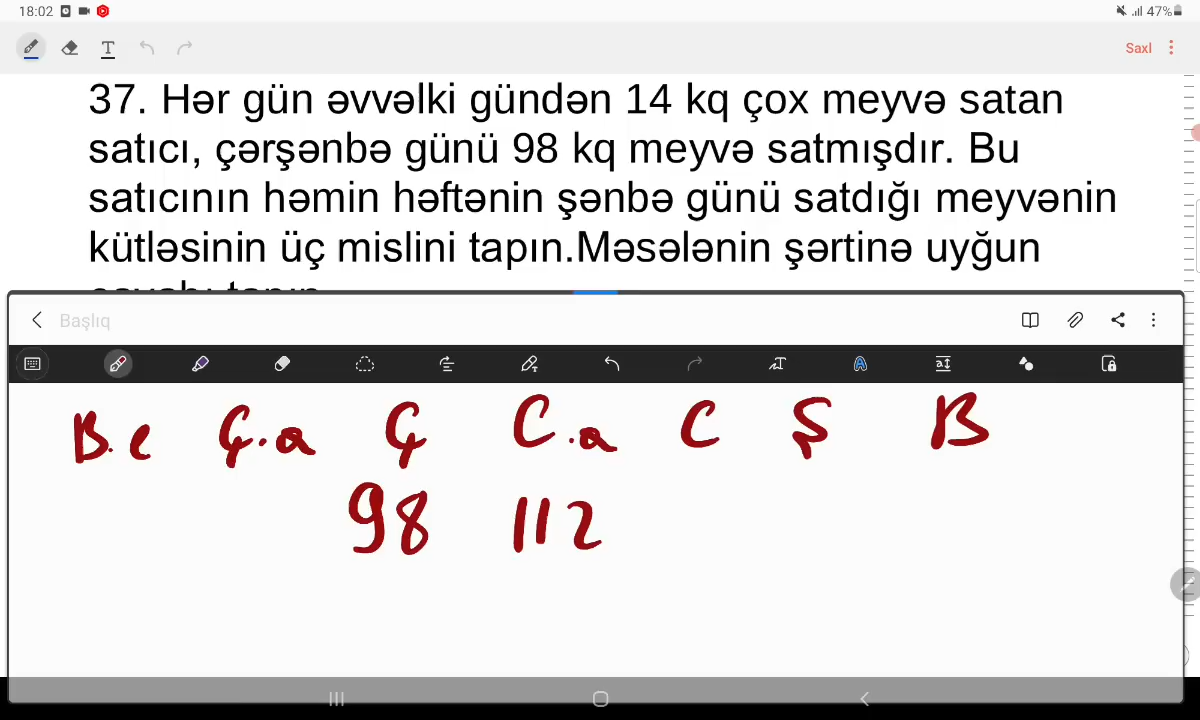 18:02 47%
T Saxl
37. Hər gün əvvəlki gündən 14 kq çox meyvə satan
satıcı, çərşənbə günü 98 kq meyvə satmışdır. Bu
satıcının həmin həftənin şənbə günü satdığı meyvənin
kütləsinin üç mislini tapın.Məsələnin şərtinə uyğun
Başlıq
B.e Ç.a Ç C.a C Ş B
98 112